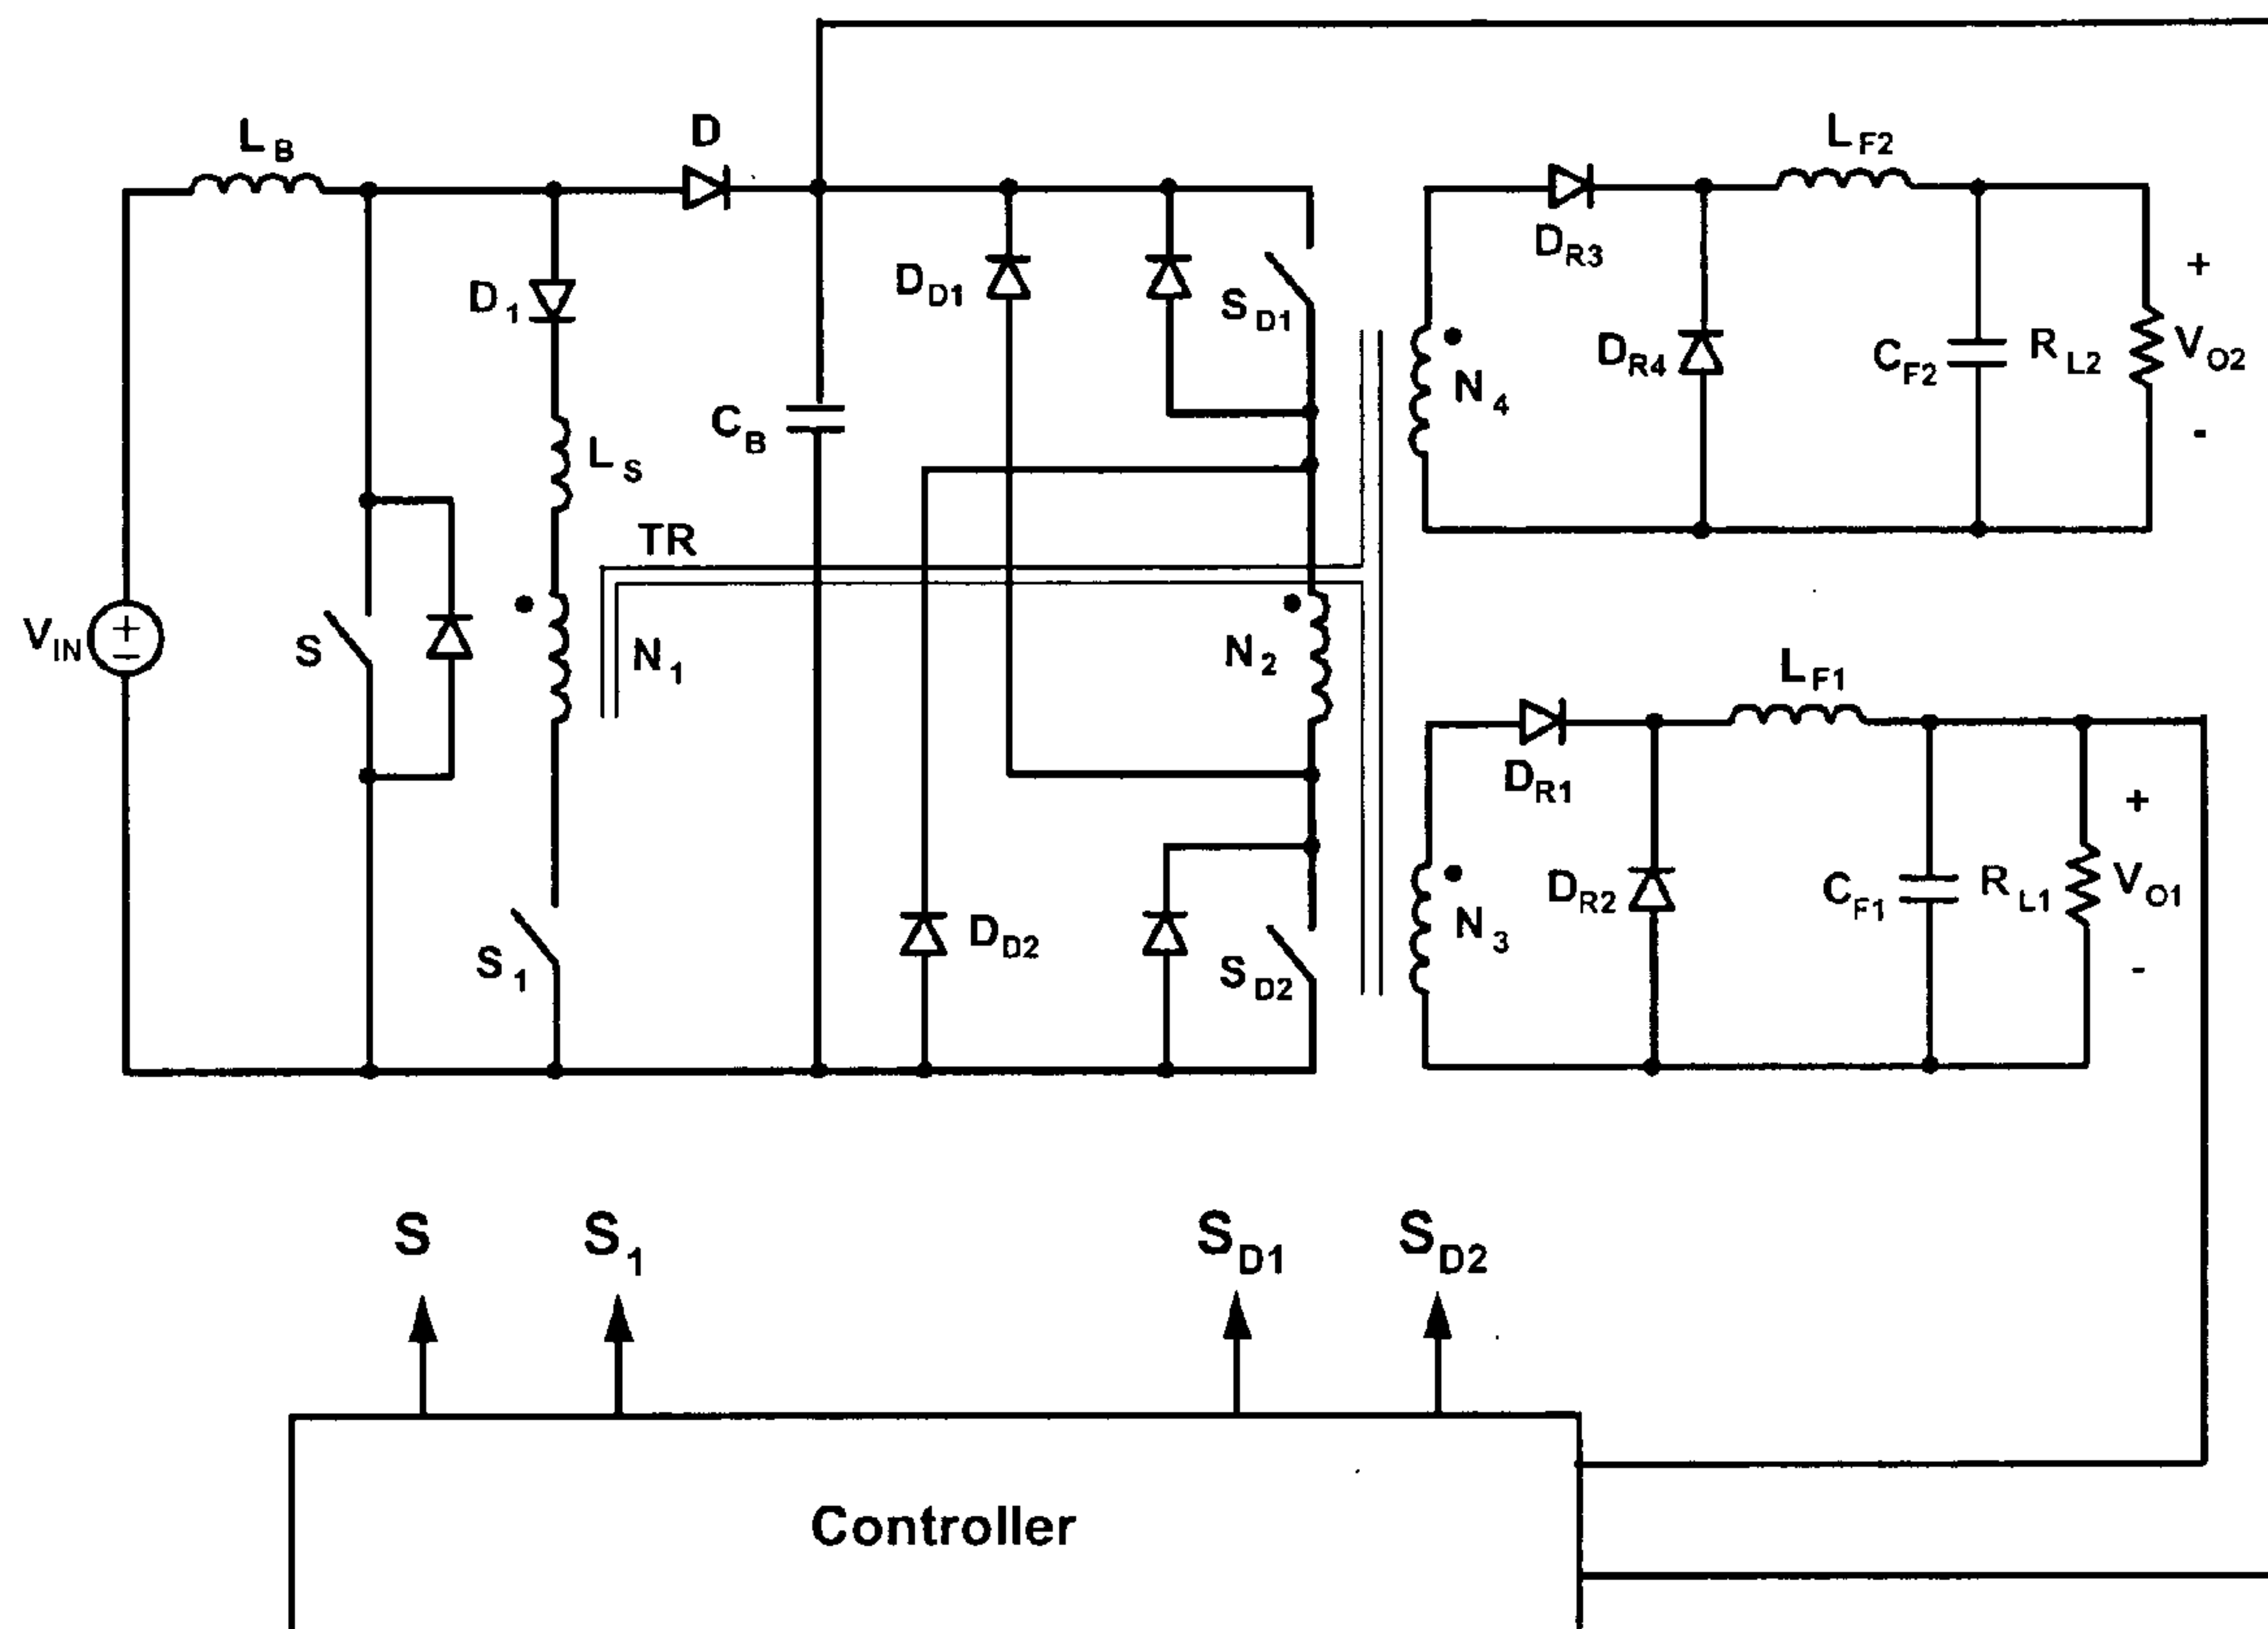 L B
D
L F2
D R3
D D1
S D1
D 1
D R4
C F2
R L2
+
V O2
-
N 4
C B
L S
TR
V IN
+
-
S
N 1
N 2
L F1
D R1
+
D R2
C F1
R L1
V O1
-
N 3
D D2
S 1
S D2
S
S 1
S D1
S D2
Controller